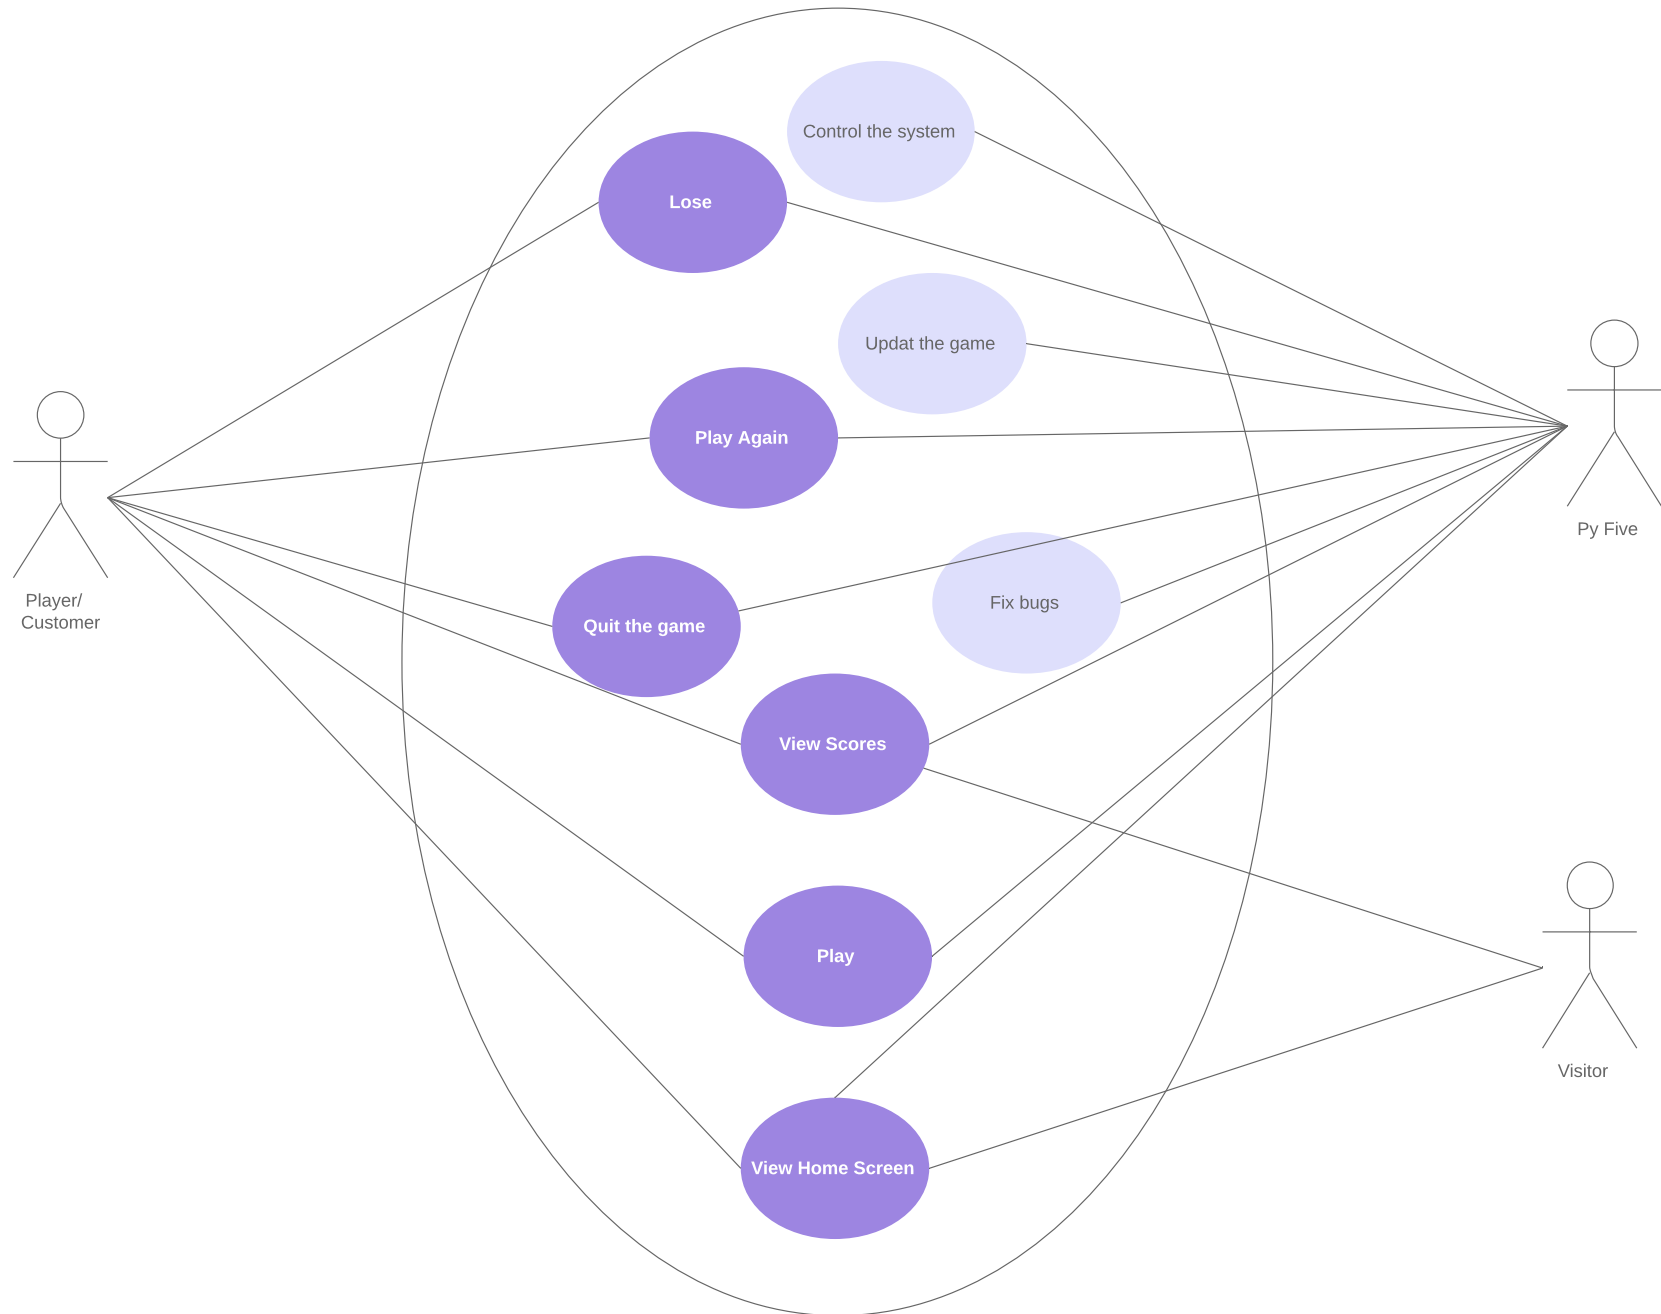 Control the system
Lose
Updat the game
Play Again
Py Five
Player/
Customer
Fix bugs
Quit the game
View Scores
Play
Visitor
View Home Screen